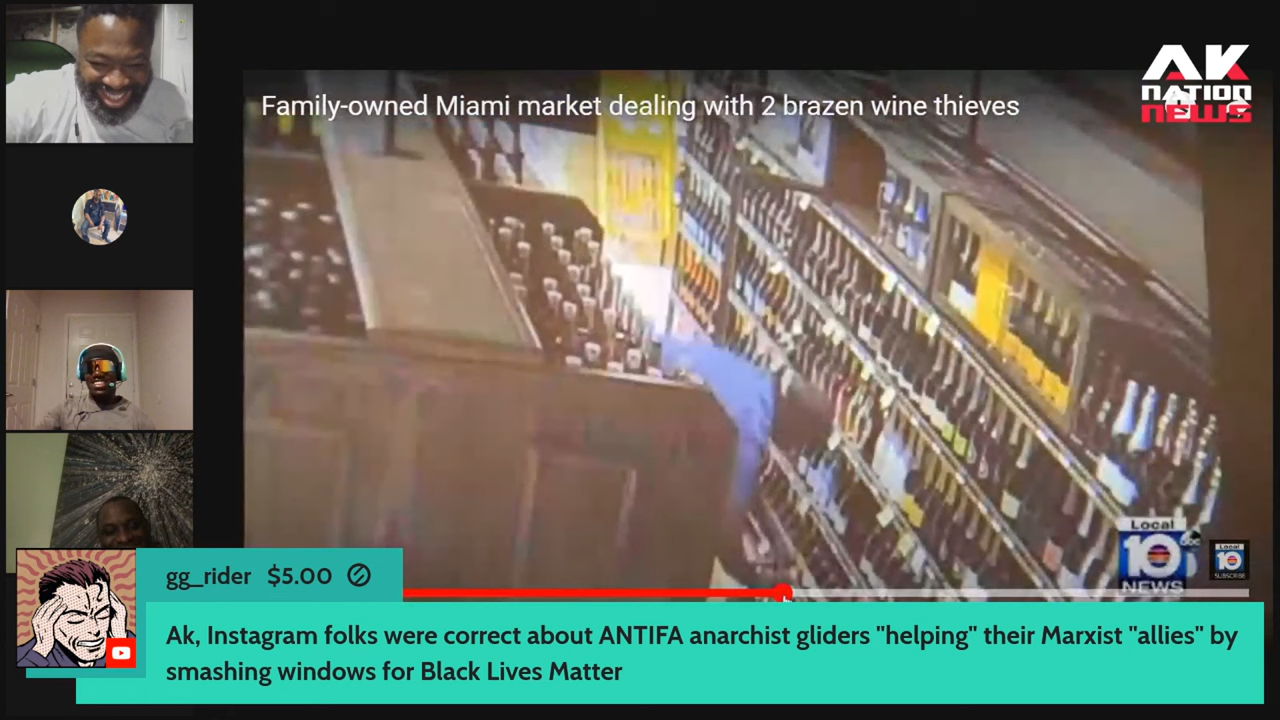 AK
NATION
NEWS
Family-owned Miami market dealing with 2 brazen wine thieves
Local
10
abc
NEWS
Local
10
SUBSCRIBE
gg_rider $5.00
Ak, Instagram folks were correct about ANTIFA anarchist gliders "helping" their Marxist "allies" by
smashing windows for Black Lives Matter